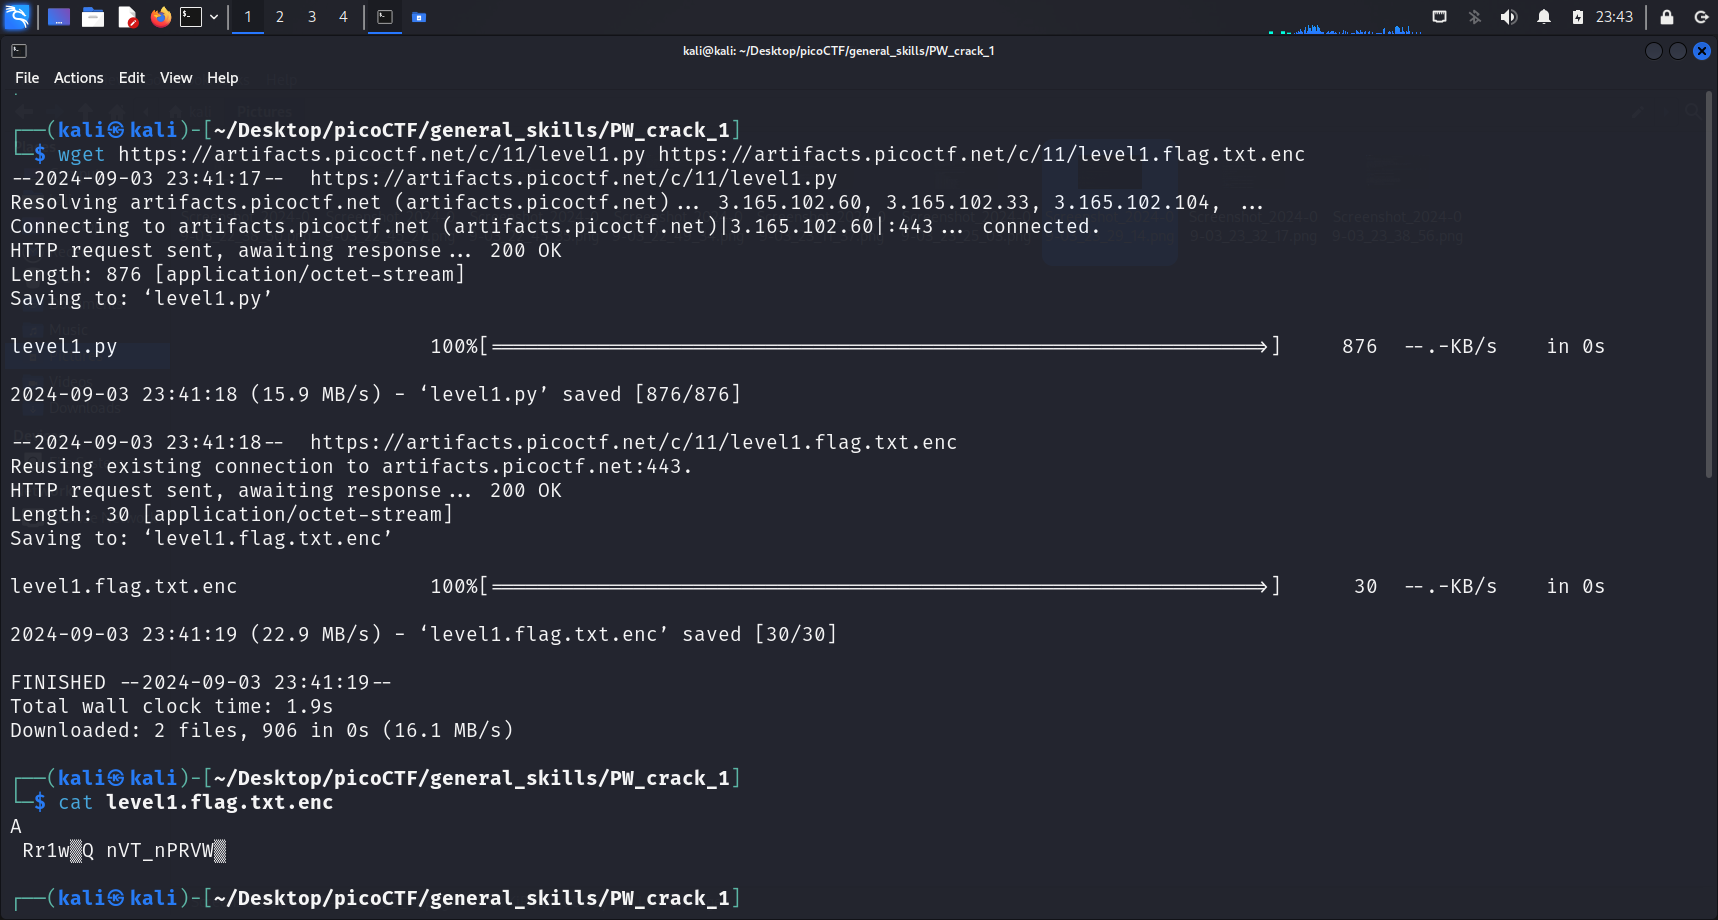 1 2 3 4 23:43
kali@kali: ~/Desktop/picoCTF/general_skills/PW_crack_1
File Actions Edit View Help
┌──(kali㉿kali)-[~/Desktop/picoCTF/general_skills/PW_crack_1]
└─$ wget https://artifacts.picoctf.net/c/11/level1.py https://artifacts.picoctf.net/c/11/level1.flag.txt.enc
--2024-09-03 23:41:17-- https://artifacts.picoctf.net/c/11/level1.py
Resolving artifacts.picoctf.net (artifacts.picoctf.net)... 3.165.102.60, 3.165.102.33, 3.165.102.104, ...
Connecting to artifacts.picoctf.net (artifacts.picoctf.net)|3.165.102.60|:443... connected.
HTTP request sent, awaiting response... 200 OK
Length: 876 [application/octet-stream]
Saving to: ‘level1.py’
level1.py 100%[==================================================================>] 876 --.-KB/s in 0s
2024-09-03 23:41:18 (15.9 MB/s) - ‘level1.py’ saved [876/876]
--2024-09-03 23:41:18-- https://artifacts.picoctf.net/c/11/level1.flag.txt.enc
Reusing existing connection to artifacts.picoctf.net:443.
HTTP request sent, awaiting response... 200 OK
Length: 30 [application/octet-stream]
Saving to: ‘level1.flag.txt.enc’
level1.flag.txt.enc 100%[==================================================================>] 30 --.-KB/s in 0s
2024-09-03 23:41:19 (22.9 MB/s) - ‘level1.flag.txt.enc’ saved [30/30]
FINISHED --2024-09-03 23:41:19--
Total wall clock time: 1.9s
Downloaded: 2 files, 906 in 0s (16.1 MB/s)
┌──(kali㉿kali)-[~/Desktop/picoCTF/general_skills/PW_crack_1]
└─$ cat level1.flag.txt.enc
A
Rr1w▒Q nVT_nPRVW▒
┌──(kali㉿kali)-[~/Desktop/picoCTF/general_skills/PW_crack_1]